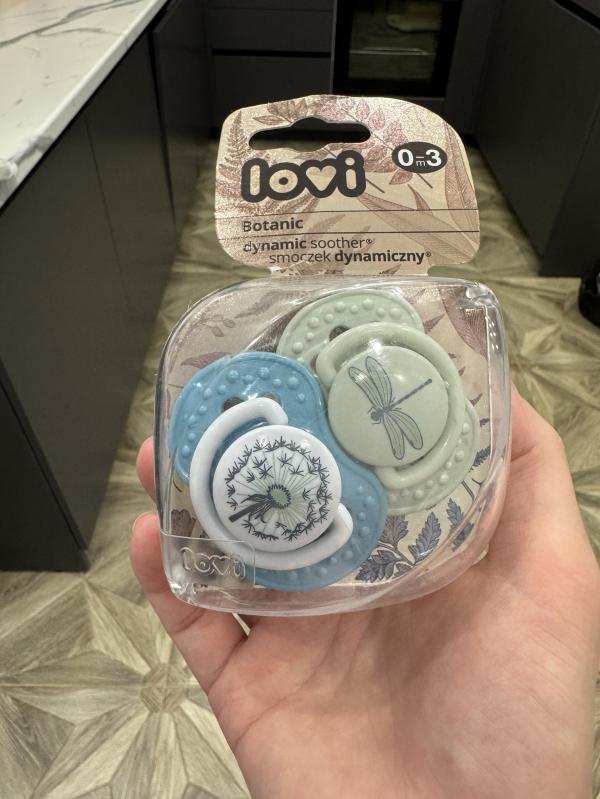 lovi
0-3
m
Botanic
dynamic soother®
smoczek dynamiczny®
lovi